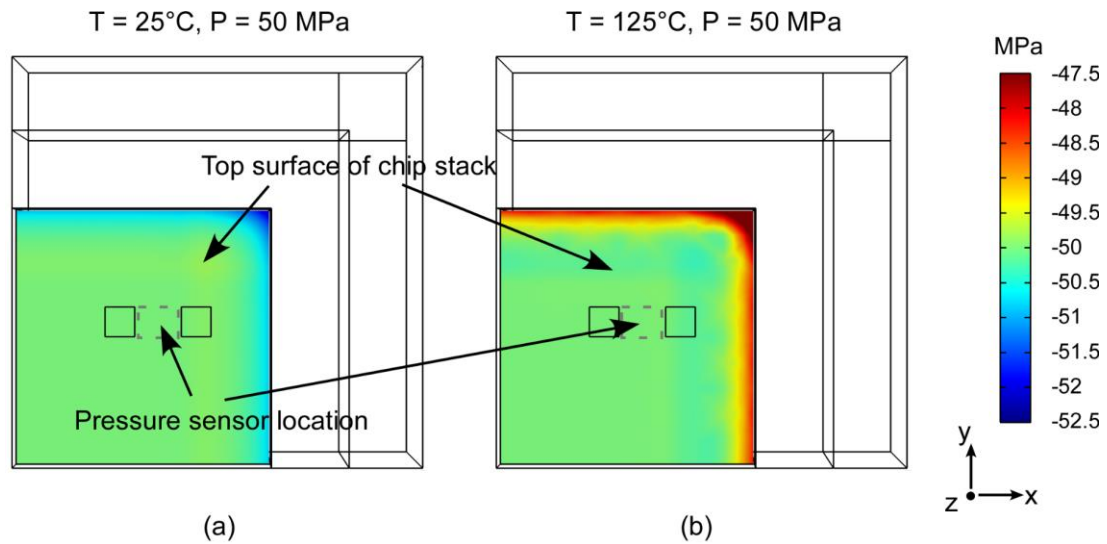 T = 25°C, P = 50 MPa
T = 125°C, P = 50 MPa
MPa
-47.5
-48
-48.5
-49
-49.5
-50
-50.5
-51
-51.5
-52
-52.5
Top surface of chip stack
Pressure sensor location
y
z
x
(a)
(b)